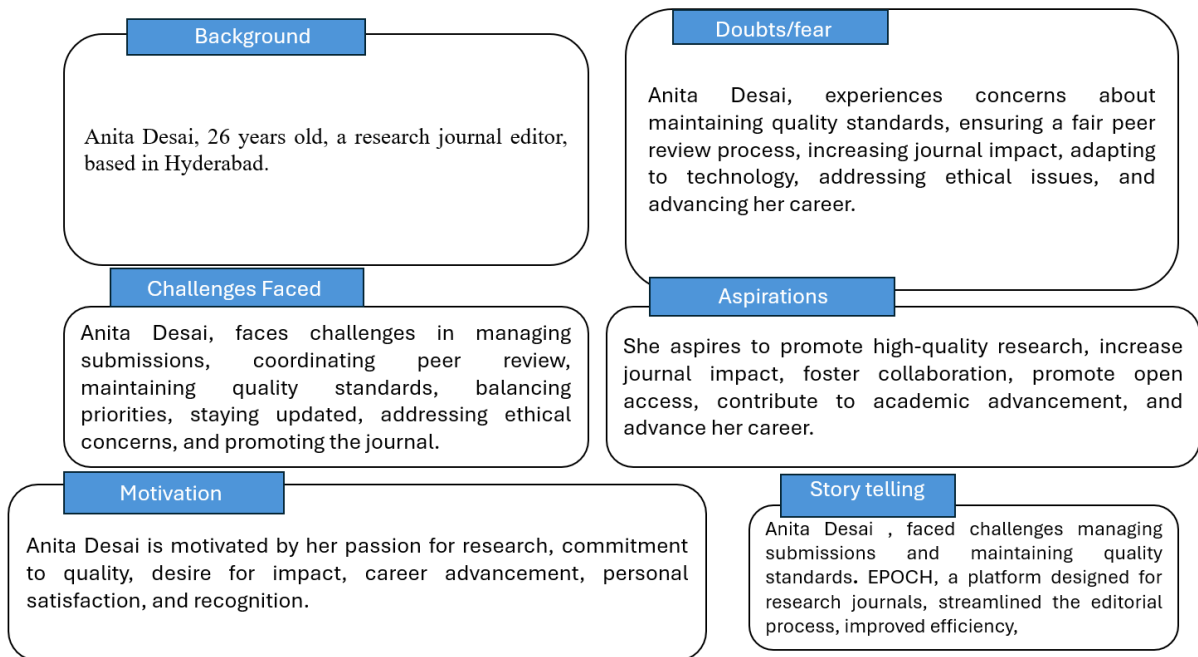 Background
Anita Desai, 26 years old, a research journal editor,
based in Hyderabad.
Doubts/fear
Anita Desai, experiences concerns about
maintaining quality standards, ensuring a fair peer
review process, increasing journal impact, adapting
to technology, addressing ethical issues, and
advancing her career.
Challenges Faced
Anita Desai, faces challenges in managing
submissions, coordinating peer review,
maintaining quality standards, balancing
priorities, staying updated, addressing ethical
concerns, and promoting the journal.
Aspirations
She aspires to promote high-quality research, increase
journal impact, foster collaboration, promote open
access, contribute to academic advancement, and
advance her career.
Motivation
Anita Desai is motivated by her passion for research, commitment
to quality, desire for impact, career advancement, personal
satisfaction, and recognition.
Story telling
Anita Desai , faced challenges managing
submissions and maintaining quality
standards. EPOCH, a platform designed for
research journals, streamlined the editorial
process, improved efficiency,